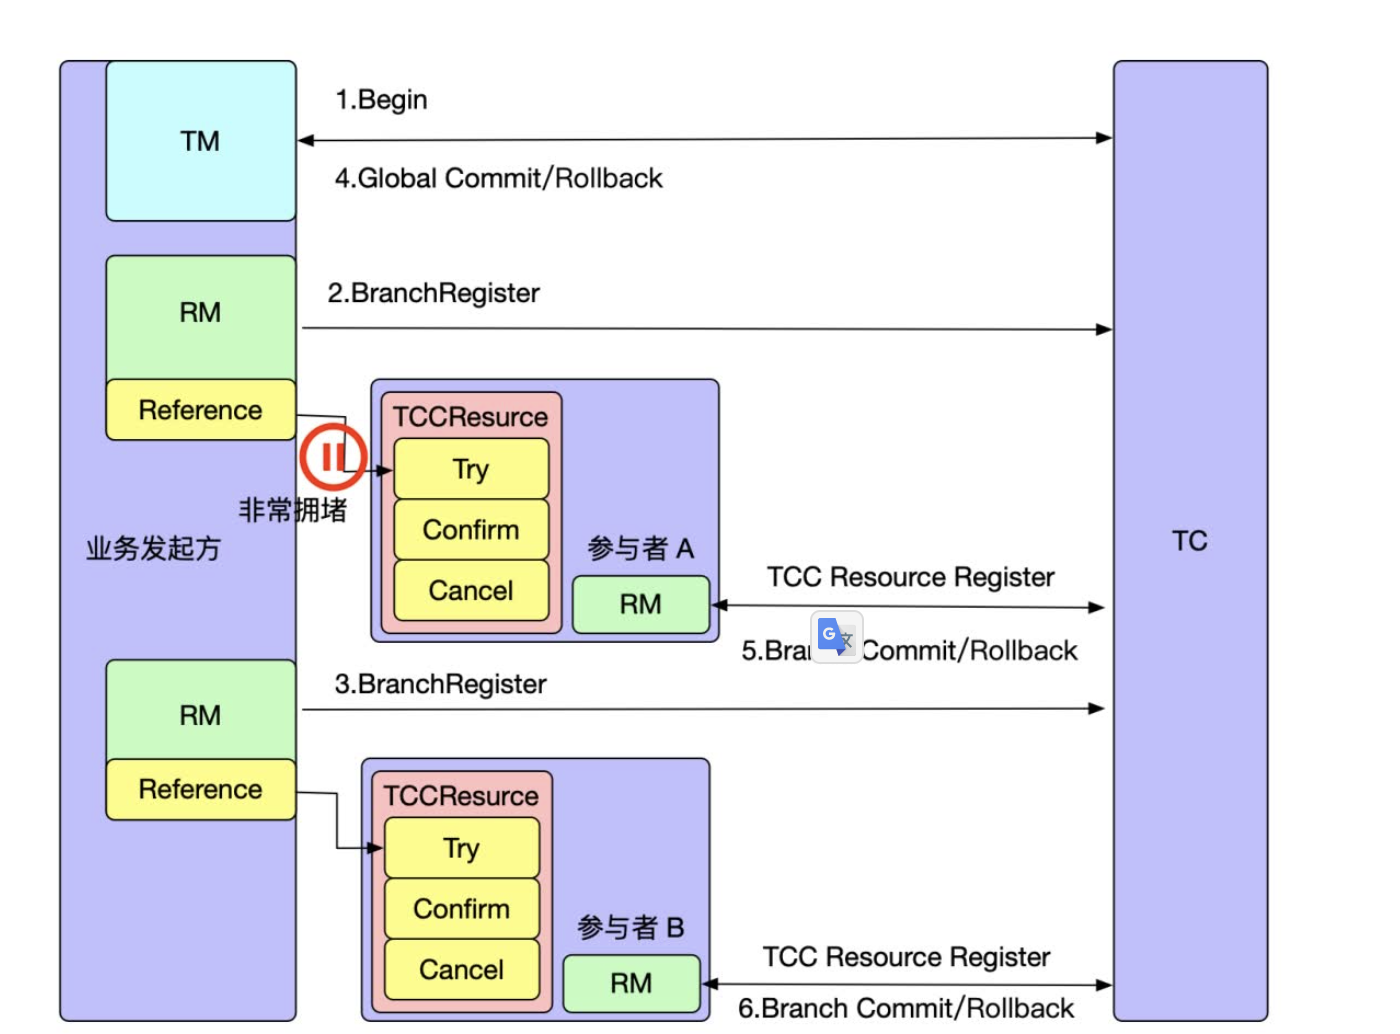 1.Begin
TM
4.Global Commit/Rollback
2.BranchRegister
RM
Reference
TCCResurce
Try
非常拥堵
Confirm
业务发起方
参与者 A
TC
Cancel
RM
TCC Resource Register
5.Bra Commit/Rollback
3.BranchRegister
RM
Reference
TCCResurce
Try
Confirm
参与者 B
Cancel
RM
TCC Resource Register
6.Branch Commit/Rollback